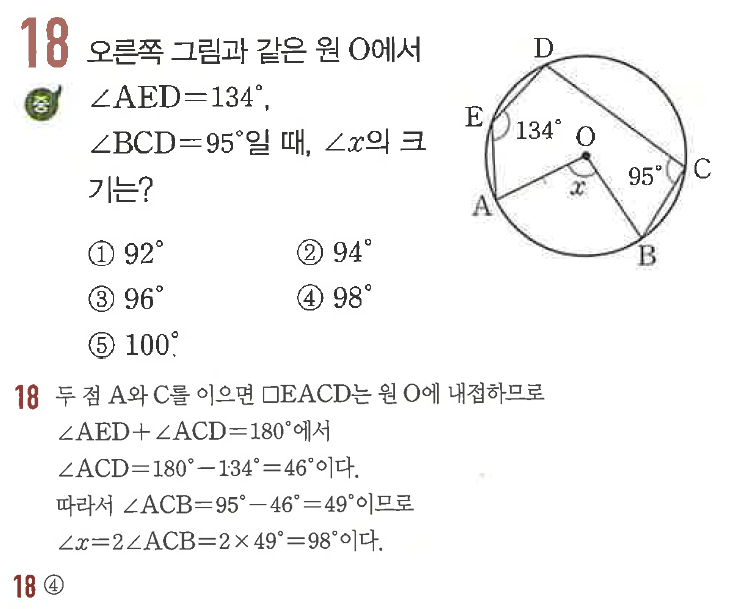 18 오른쪽 그림과 같은 원 O에서
중 ∠AED=134°,
∠BCD=95°일 때, ∠x의 크
기는?
① 92° ② 94°
③ 96° ④ 98°
⑤ 100°
D
E 134° O
95° C
x
A
B
18 두 점 A와 C를 이으면 □EACD는 원 O에 내접하므로
∠AED+∠ACD=180°에서
∠ACD=180°-134°=46°이다.
따라서 ∠ACB=95°-46°=49°이므로
∠x=2∠ACB=2×49°=98°이다.
18 ④